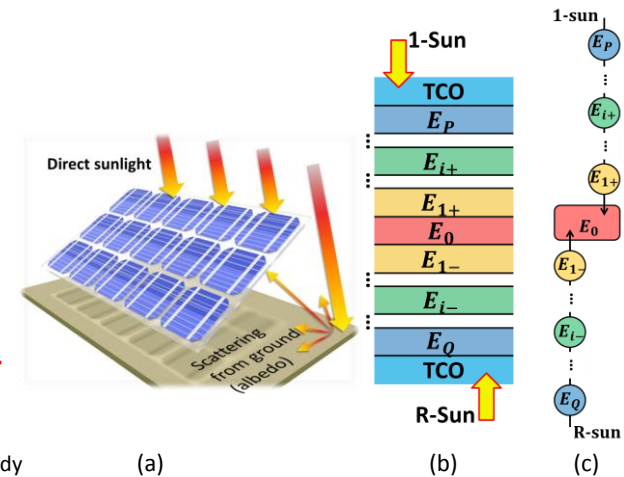 Direct sunlight
Scattering
from ground
(albedo)
dy
(a)
1-Sun
TCO
E_P
⋮
E_{i+}
⋮
E_{1+}
E_0
E_{1-}
⋮
E_{i-}
⋮
E_Q
TCO
R-Sun
(b)
1-sun
E_P
⋮
E_{i+}
⋮
E_{1+}
E_0
E_{1-}
⋮
E_{i-}
⋮
E_Q
R-sun
(c)